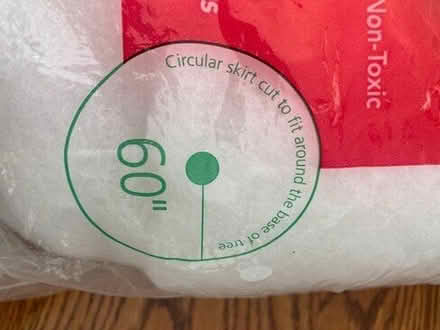 s
Non-Toxic
Circular skirt cut to fit around the base of tree
60"